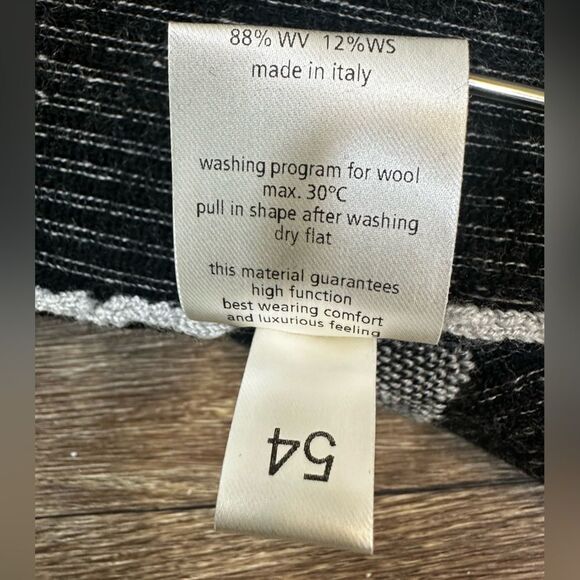 88% WV 12%WS
made in italy
washing program for wool
max. 30°C
pull in shape after washing
dry flat
this material guarantees
high function
best wearing comfort
and luxurious feeling
54